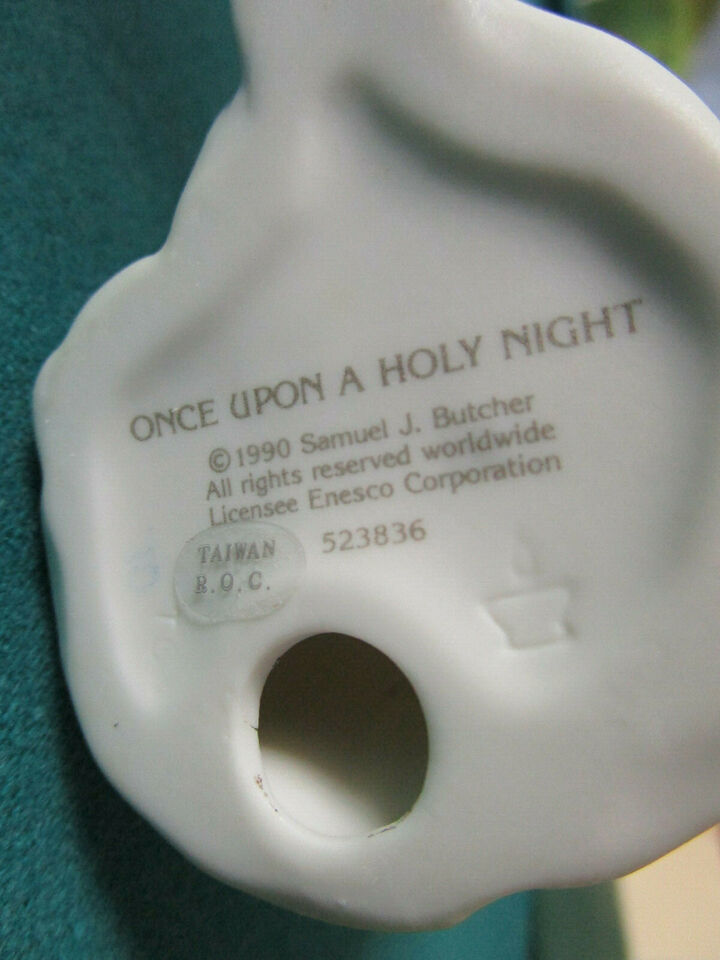 ONCE UPON A HOLY NIGHT
©1990 Samuel J. Butcher
All rights reserved worldwide
Licensee Enesco Corporation
523836
TAIWAN
R.O.C.